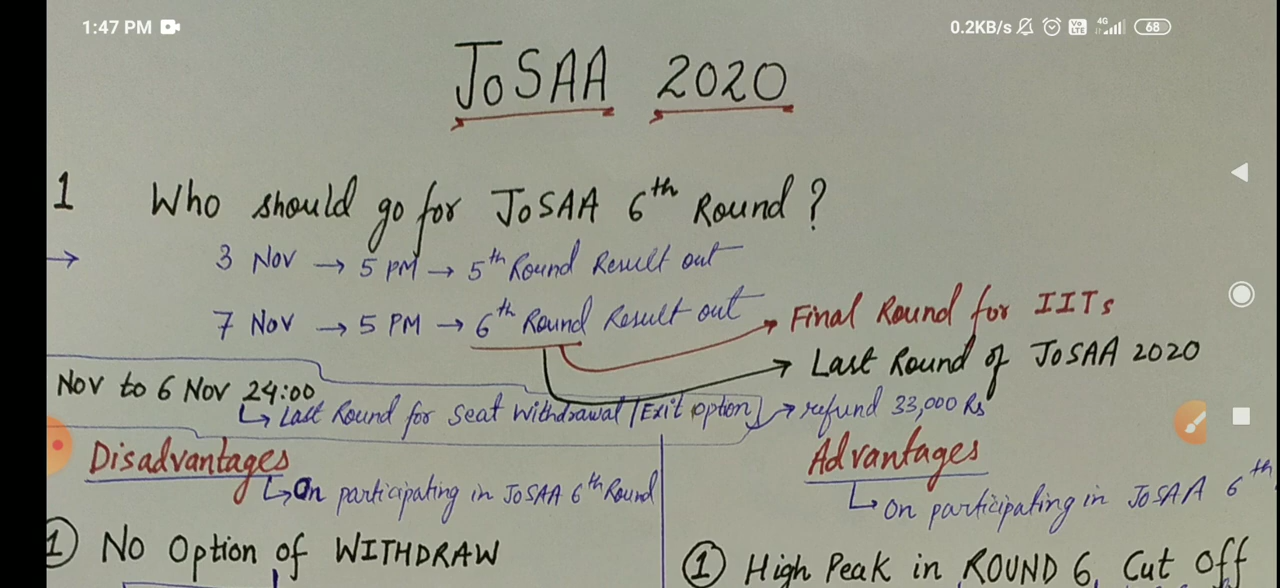 1:47 PM 0.2KB/s Vo LTE 4G 68
JoSAA 2020
1 Who should go for JoSAA 6th Round?
→ 3 Nov → 5 PM → 5th Round Result out
7 Nov → 5 PM → 6th Round Result out → Final Round for IITs
→ Last Round of JoSAA 2020
Nov to 6 Nov 24:00
↳ Last Round for seat withdrawal/Exit option → refund 33,000 Rs
Disadvantages
↳ On participating in JoSAA 6th Round
① No Option of WITHDRAW
Advantages
↳ On participating in JoSAA 6th
① High Peak in ROUND 6 Cut Off